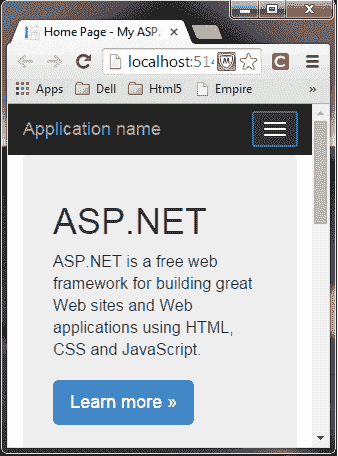 Home Page - My ASP.
localhost:514
Apps Dell Html5 Empire
Application name
ASP.NET
ASP.NET is a free web
framework for building great
Web sites and Web
applications using HTML,
CSS and JavaScript.
Learn more »